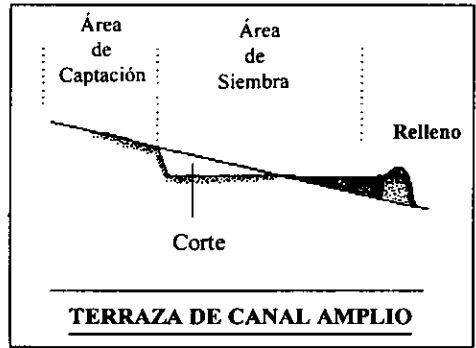 Área
de
Captación
Área
de
Siembra
Relleno
Corte
TERRAZA DE CANAL AMPLIO